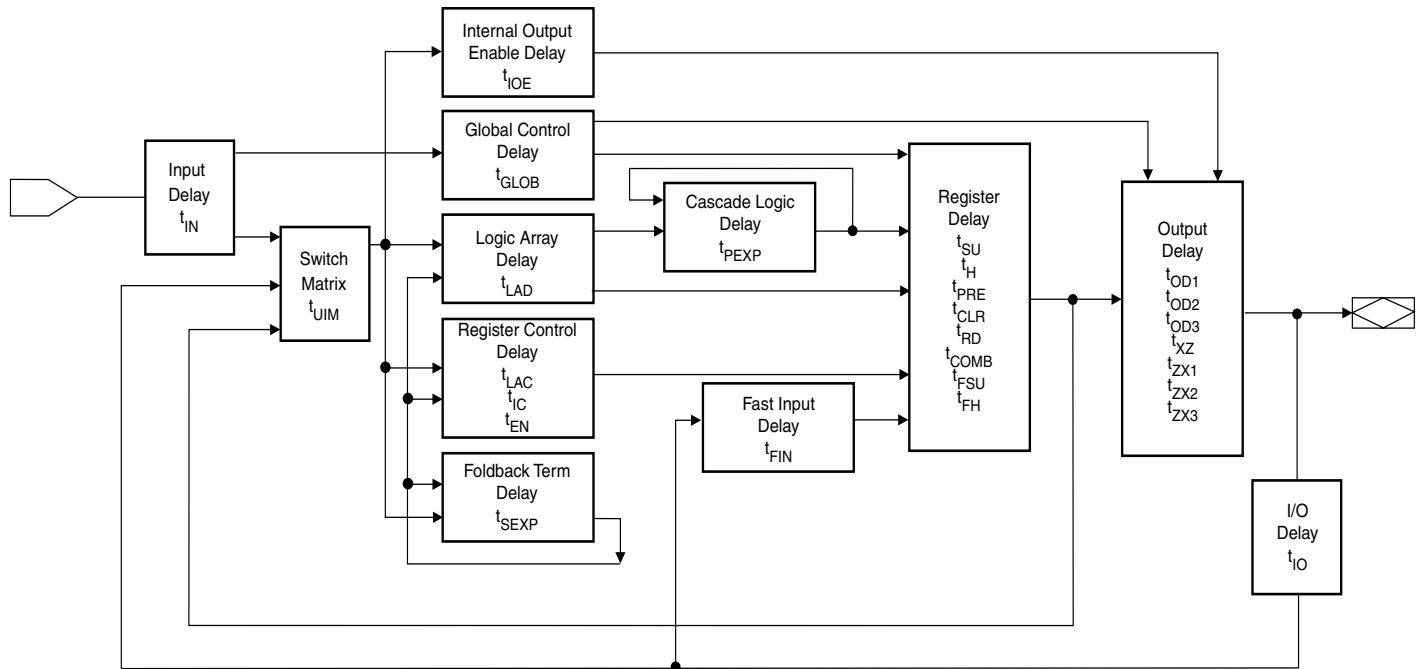 Internal Output
Enable Delay
tIOE
Global Control
Delay
tGLOB
Input
Delay
tIN
Switch
Matrix
tUIM
Logic Array
Delay
tLAD
Cascade Logic
Delay
tPEXP
Register Control
Delay
tLAC
tIC
tEN
Foldback Term
Delay
tSEXP
Fast Input
Delay
tFIN
Register
Delay
tSU
tH
tPRE
tCLR
tRD
tCOMB
tFSU
tFH
Output
Delay
tOD1
tOD2
tOD3
tXZ
tZX1
tZX2
tZX3
I/O
Delay
tIO